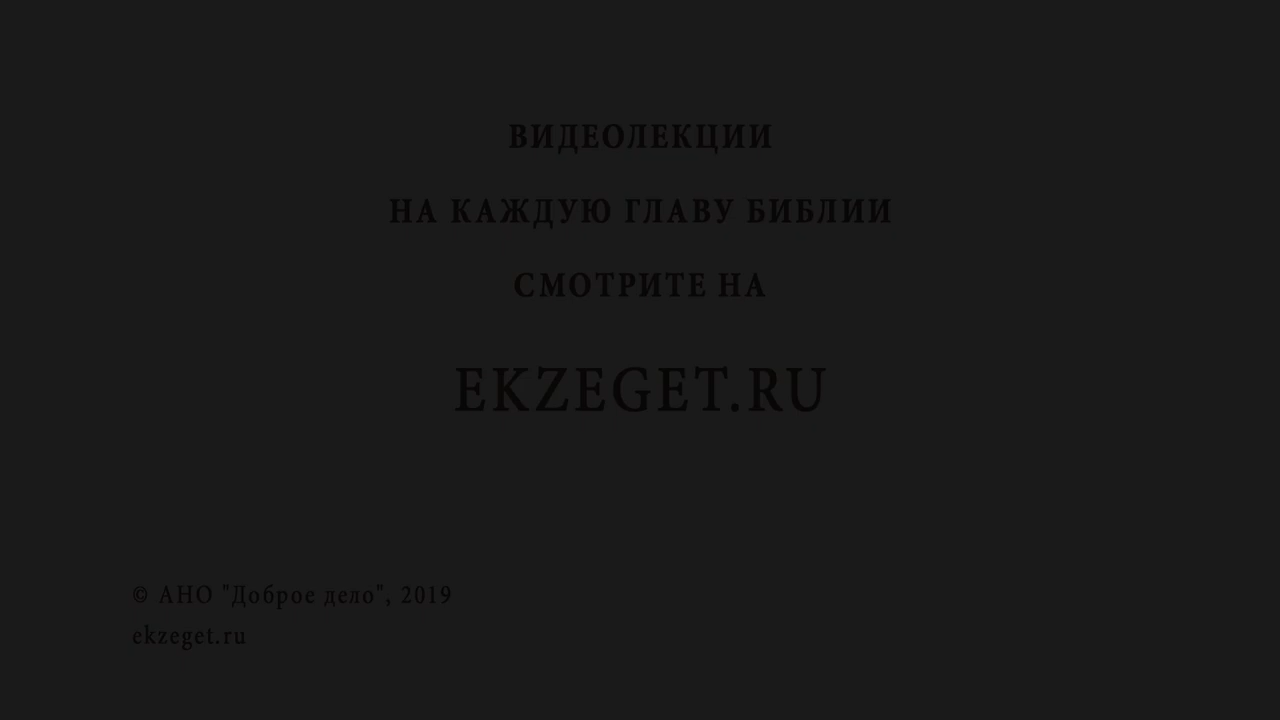 ВИДЕОЛЕКЦИИ
НА КАЖДУЮ ГЛАВУ БИБЛИИ
СМОТРИТЕ НА
EKZEGET.RU
© АНО "Доброе дело", 2019
ekzeget.ru